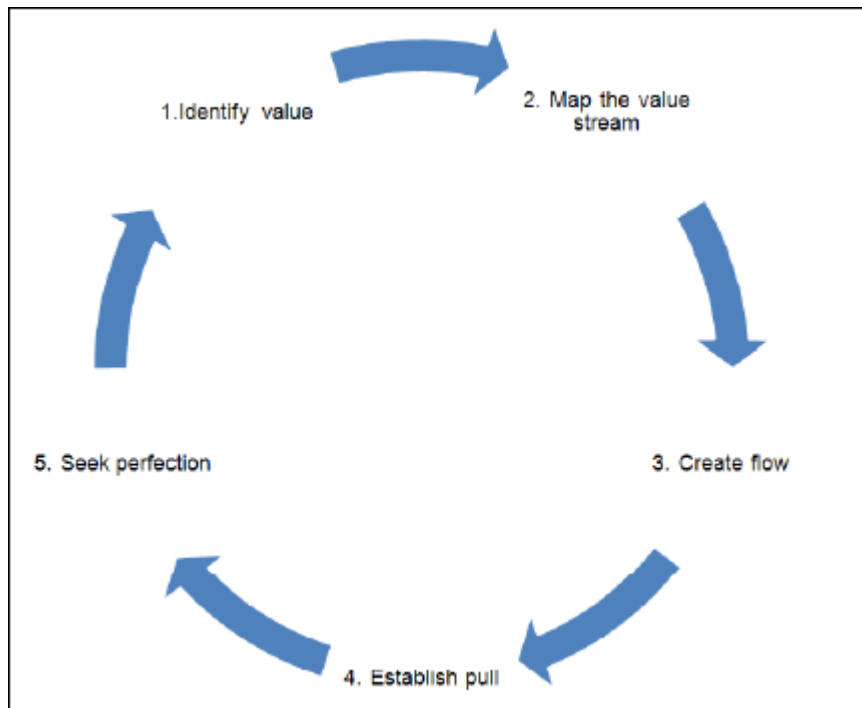 1.Identify value
2. Map the value
stream
3. Create flow
4. Establish pull
5. Seek perfection